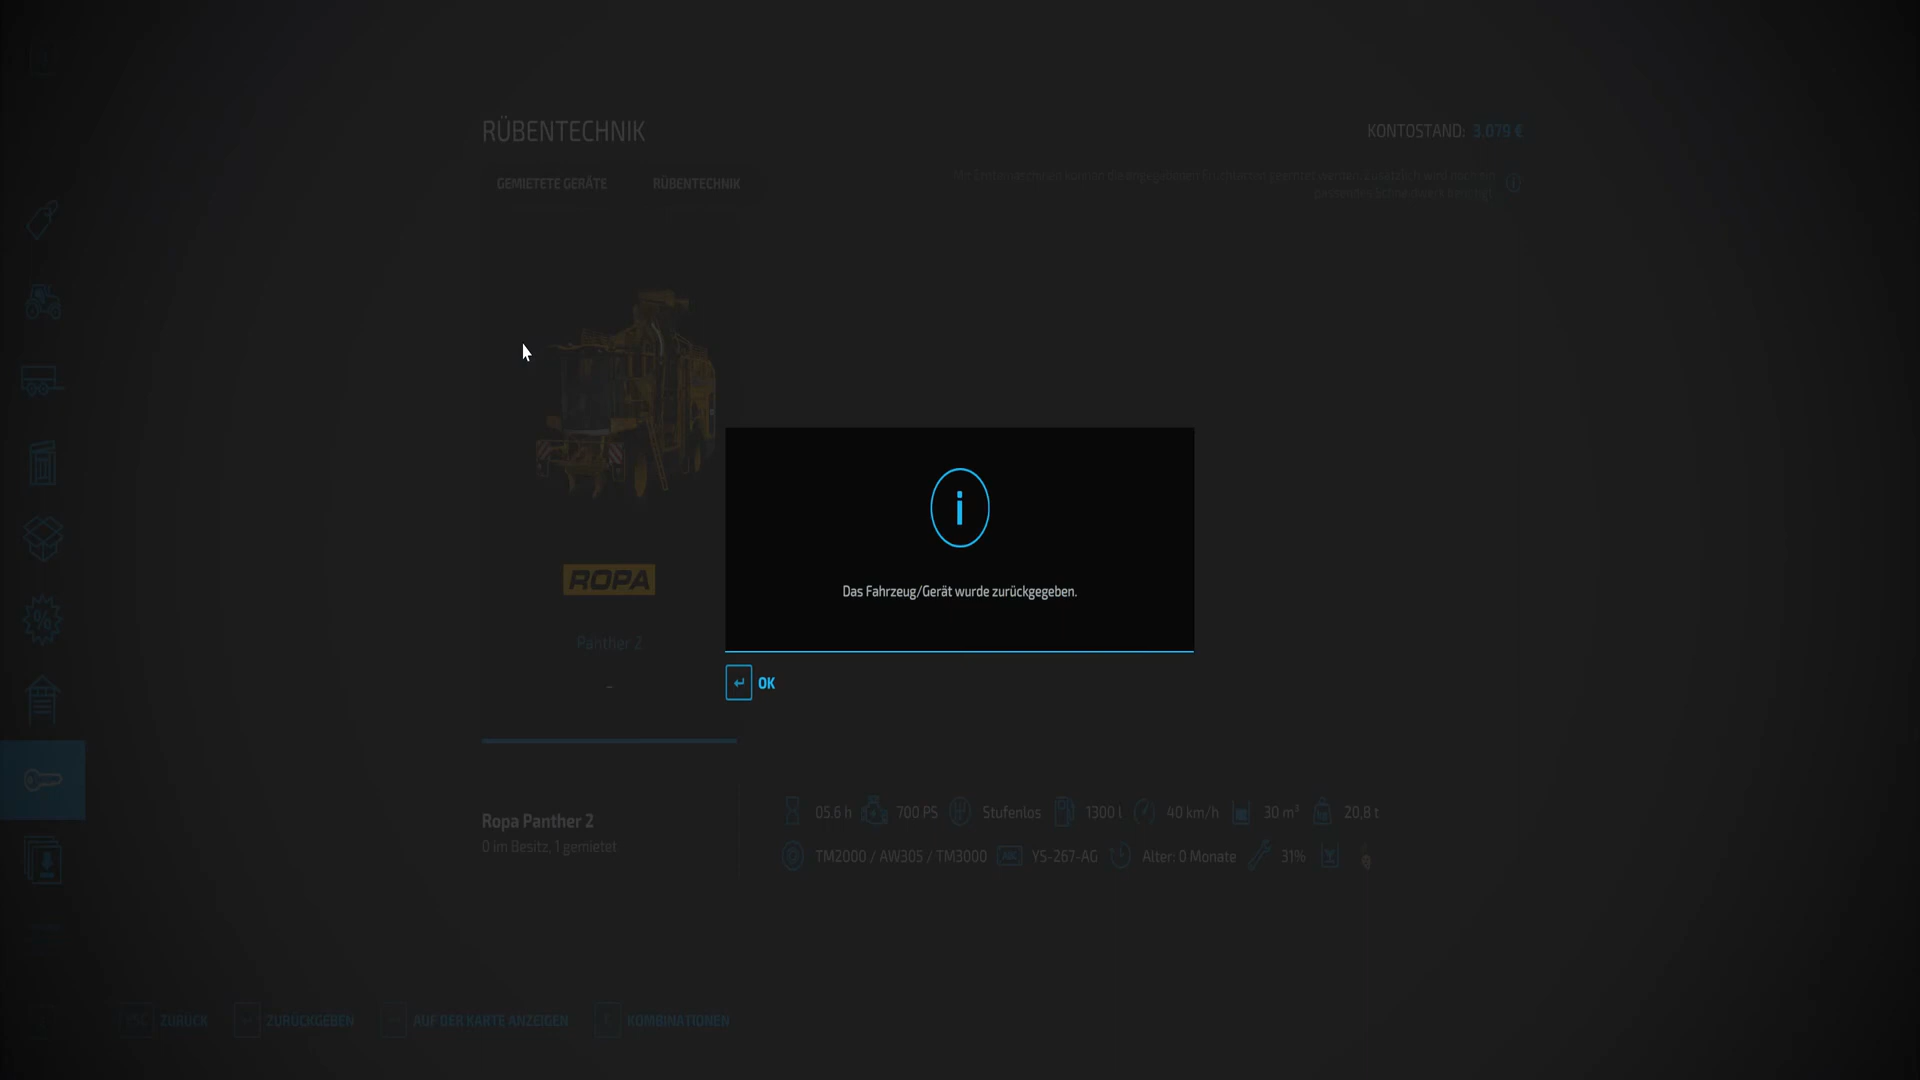 RÜBENTECHNIK
KONTOSTAND: 3.079 €
GEMIETETE GERÄTE RÜBENTECHNIK
ROPA
Panther 2
-
Das Fahrzeug/Gerät wurde zurückgegeben.
OK
Ropa Panther 2
0 im Besitz, 1 gemietet
05.6 h 700 PS Stufenlos 1300 l 40 km/h 30 m³ 20,8 t
TM2000 / AW305 / TM3000 YS-267-AG Alter: 0 Monate 31%
ESC ZURÜCK ZURÜCKGEBEN AUF DER KARTE ANZEIGEN KOMBINATIONEN